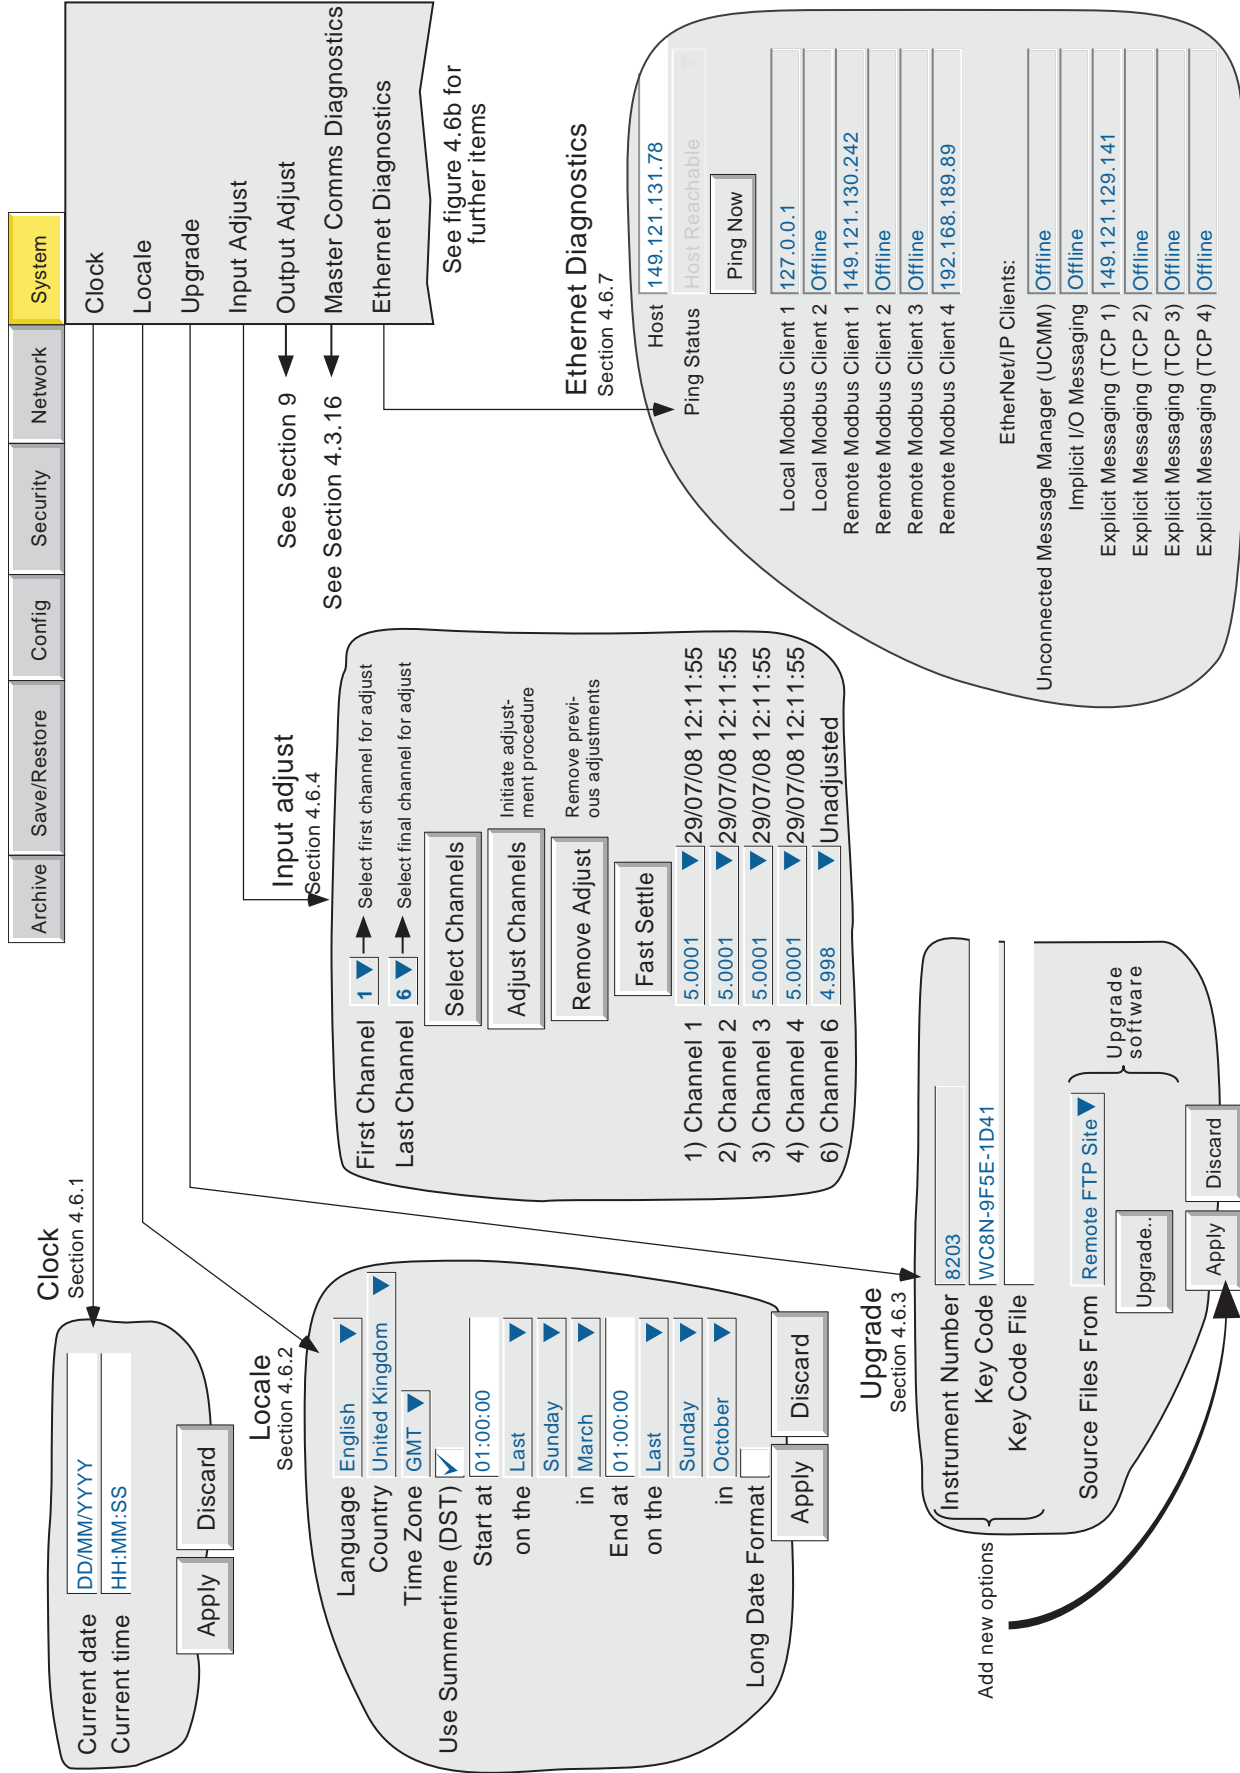 Archive
Save/Restore
Config
Security
Network
System
Clock
Locale
Upgrade
Input Adjust
Output Adjust
Master Comms Diagnostics
Ethernet Diagnostics
See Section 9
See Section 4.3.16
See figure 4.6b for
further items
Clock
Section 4.6.1
Current date DD/MM/YYYY
Current time HH:MM:SS
Apply Discard
Locale
Section 4.6.2
Language English
Country United Kingdom
Time Zone GMT
Use Summertime (DST)
Start at 01:00:00
on the Last
Sunday
in March
End at 01:00:00
on the Last
Sunday
in October
Long Date Format
Apply Discard
Input adjust
Section 4.6.4
First Channel 1 Select first channel for adjust
Last Channel 6 Select final channel for adjust
Select Channels
Adjust Channels
Initiate adjust-
ment procedure
Remove Adjust
Remove previ-
ous adjustments
Fast Settle
1) Channel 1 5.0001 29/07/08 12:11:55
2) Channel 2 5.0001 29/07/08 12:11:55
3) Channel 3 5.0001 29/07/08 12:11:55
4) Channel 4 5.0001 29/07/08 12:11:55
6) Channel 6 4.998 Unadjusted
Upgrade
Section 4.6.3
Instrument Number 8203
Key Code WC8N-9F5E-1D41
Key Code File
Add new options
Source Files From Remote FTP Site
Upgrade..
Upgrade
software
Apply Discard
Ethernet Diagnostics
Section 4.6.7
Host 149.121.131.78
Ping Status Host Reachable
Ping Now
Local Modbus Client 1 127.0.0.1
Local Modbus Client 2 Offline
Remote Modbus Client 1 149.121.130.242
Remote Modbus Client 2 Offline
Remote Modbus Client 3 Offline
Remote Modbus Client 4 192.168.189.89
EtherNet/IP Clients:
Unconnected Message Manager (UCMM) Offline
Implicit I/O Messaging Offline
Explicit Messaging (TCP 1) 149.121.129.141
Explicit Messaging (TCP 2) Offline
Explicit Messaging (TCP 3) Offline
Explicit Messaging (TCP 4) Offline